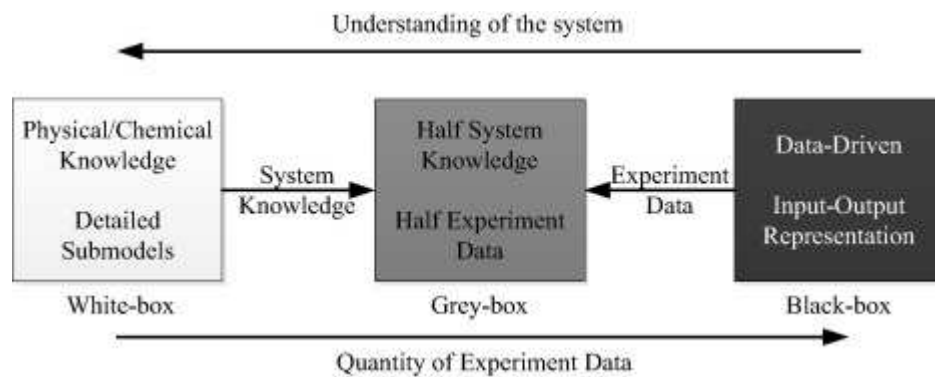 Understanding of the system
Physical/Chemical
Knowledge
Detailed
Submodels
System
Knowledge
Half System
Knowledge
Half Experiment
Data
Experiment
Data
Data-Driven
Input-Output
Representation
White-box
Grey-box
Black-box
Quantity of Experiment Data